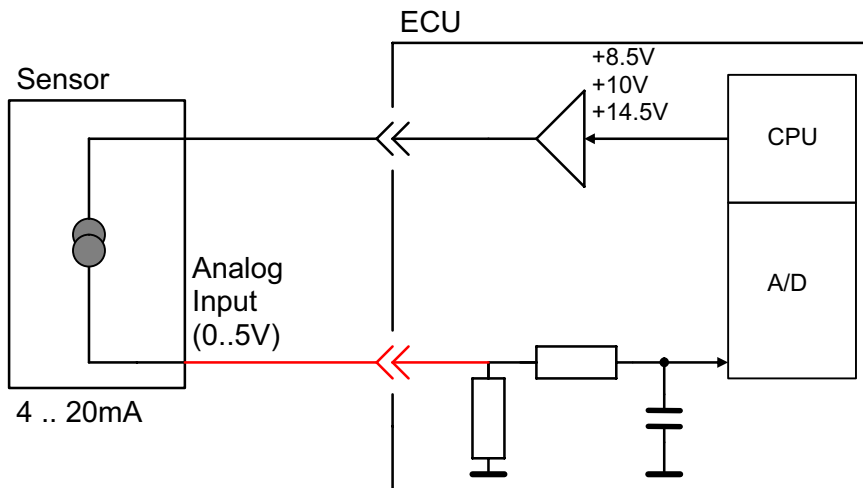 ECU
+8.5V
+10V
+14.5V
Sensor
CPU
Analog
Input
(0..5V)
A/D
4 .. 20mA